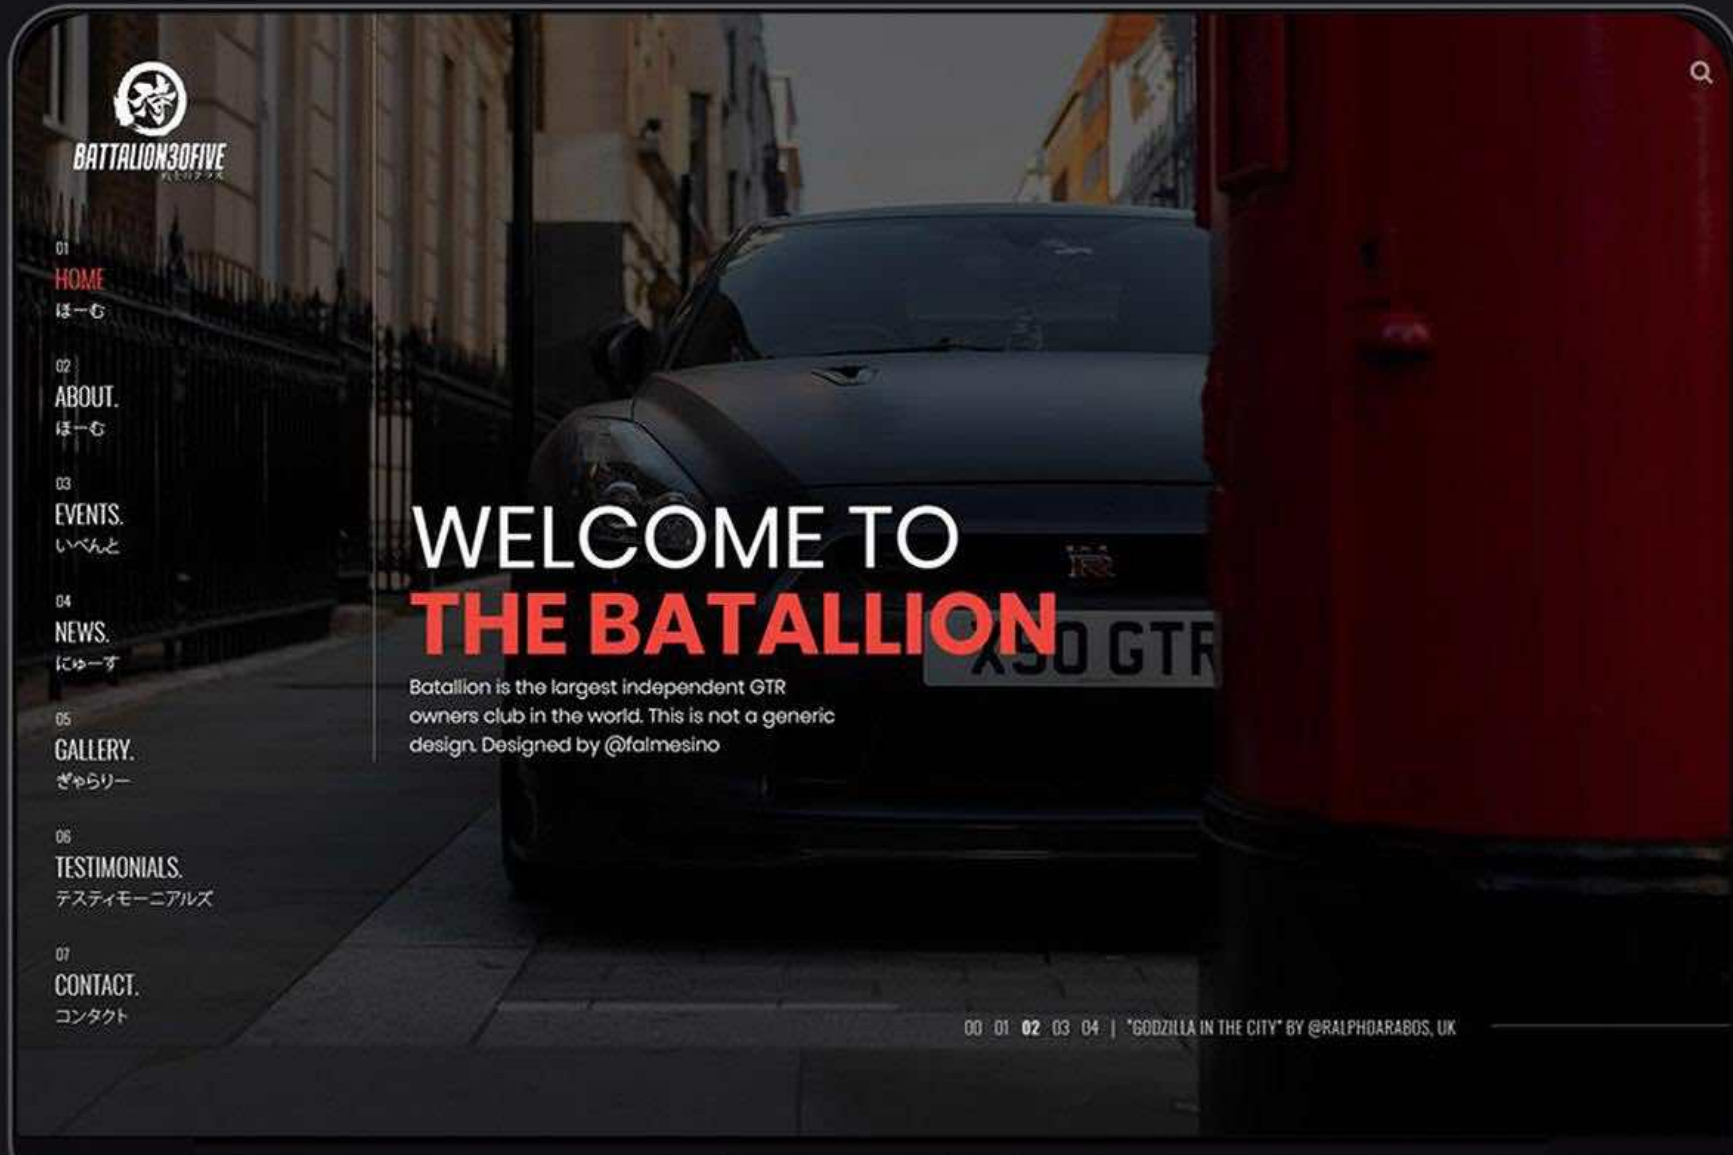 侍
BATTALION30FIVE
01
HOME
ほーむ
02
ABOUT.
ほーむ
03
EVENTS.
いべんと
04
NEWS.
にゅーす
05
GALLERY.
ぎゃらりー
06
TESTIMONIALS.
テスティモーニアルズ
07
CONTACT.
コンタクト
WELCOME TO
THE BATALLION
Batallion is the largest independent GTR
owners club in the world. This is not a generic
design. Designed by @falmesino
GTR
00 01 02 03 04 | "GODZILLA IN THE CITY" BY @RALPHDARABOS, UK